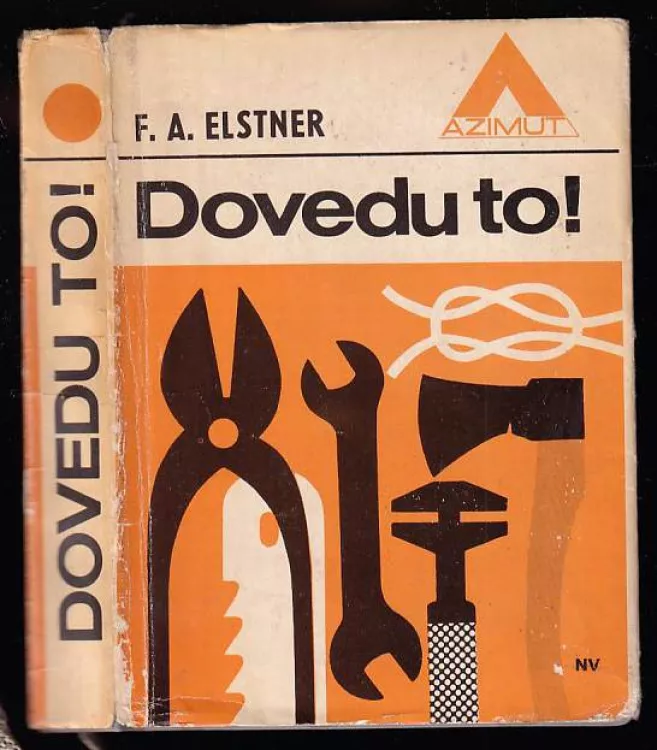 DOVEDU TO!
F. A. ELSTNER
AZIMUT
Dovedu to!
NV